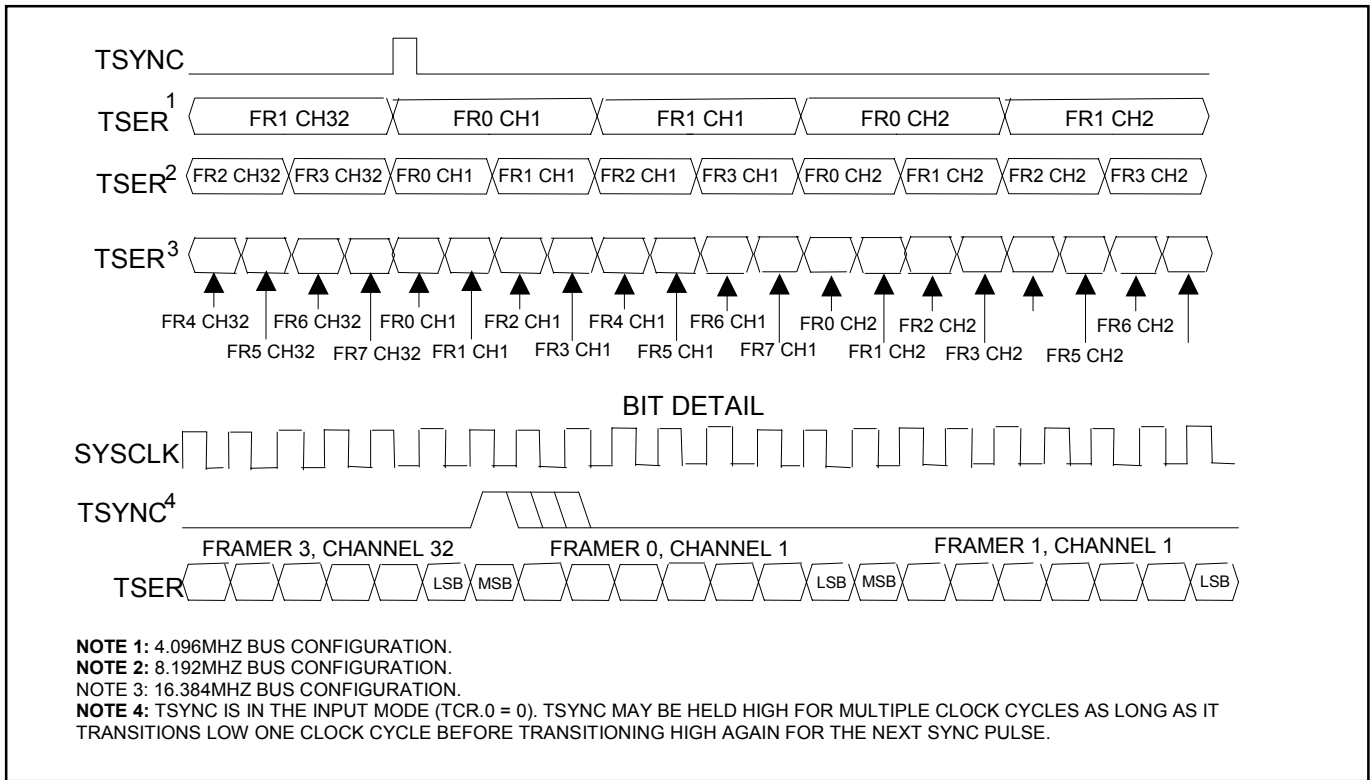 TSYNC
TSER1
FR1 CH32 FR0 CH1 FR1 CH1 FR0 CH2 FR1 CH2
TSER2
FR2 CH32 FR3 CH32 FR0 CH1 FR1 CH1 FR2 CH1 FR3 CH1 FR0 CH2 FR1 CH2 FR2 CH2 FR3 CH2
TSER3
FR4 CH32 FR6 CH32 FR0 CH1 FR2 CH1 FR4 CH1 FR6 CH1 FR0 CH2 FR2 CH2 FR6 CH2
FR5 CH32 FR7 CH32 FR1 CH1 FR3 CH1 FR5 CH1 FR7 CH1 FR1 CH2 FR3 CH2 FR5 CH2
BIT DETAIL
SYSCLK
TSYNC4
FRAMER 3, CHANNEL 32 FRAMER 0, CHANNEL 1 FRAMER 1, CHANNEL 1
TSER LSB MSB LSB MSB LSB
NOTE 1: 4.096MHZ BUS CONFIGURATION.
NOTE 2: 8.192MHZ BUS CONFIGURATION.
NOTE 3: 16.384MHZ BUS CONFIGURATION.
NOTE 4: TSYNC IS IN THE INPUT MODE (TCR.0 = 0). TSYNC MAY BE HELD HIGH FOR MULTIPLE CLOCK CYCLES AS LONG AS IT
TRANSITIONS LOW ONE CLOCK CYCLE BEFORE TRANSITIONING HIGH AGAIN FOR THE NEXT SYNC PULSE.